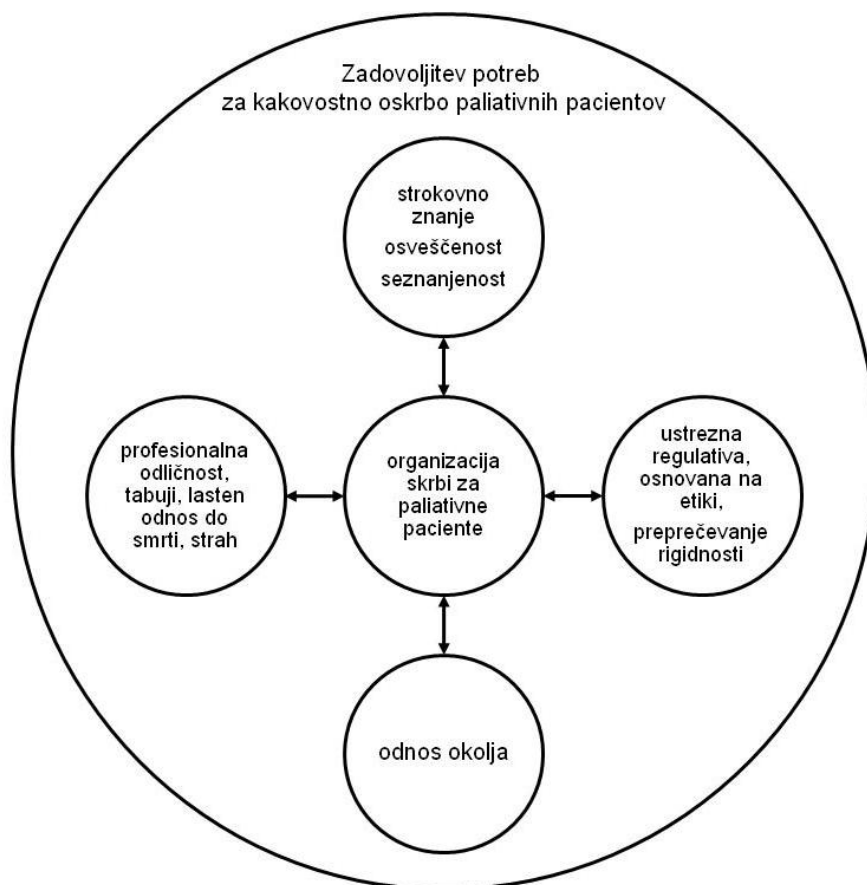 Zadovoljitev potreb
za kakovostno oskrbo paliativnih pacientov
strokovno
znanje
osveščenost
seznanjenost
profesionalna
odličnost,
tabuji, lasten
odnos do
smrti, strah
organizacija
skrbi za
paliativne
paciente
ustrezna
regulativa,
osnovana na
etiki,
preprečevanje
rigidnosti
odnos okolja